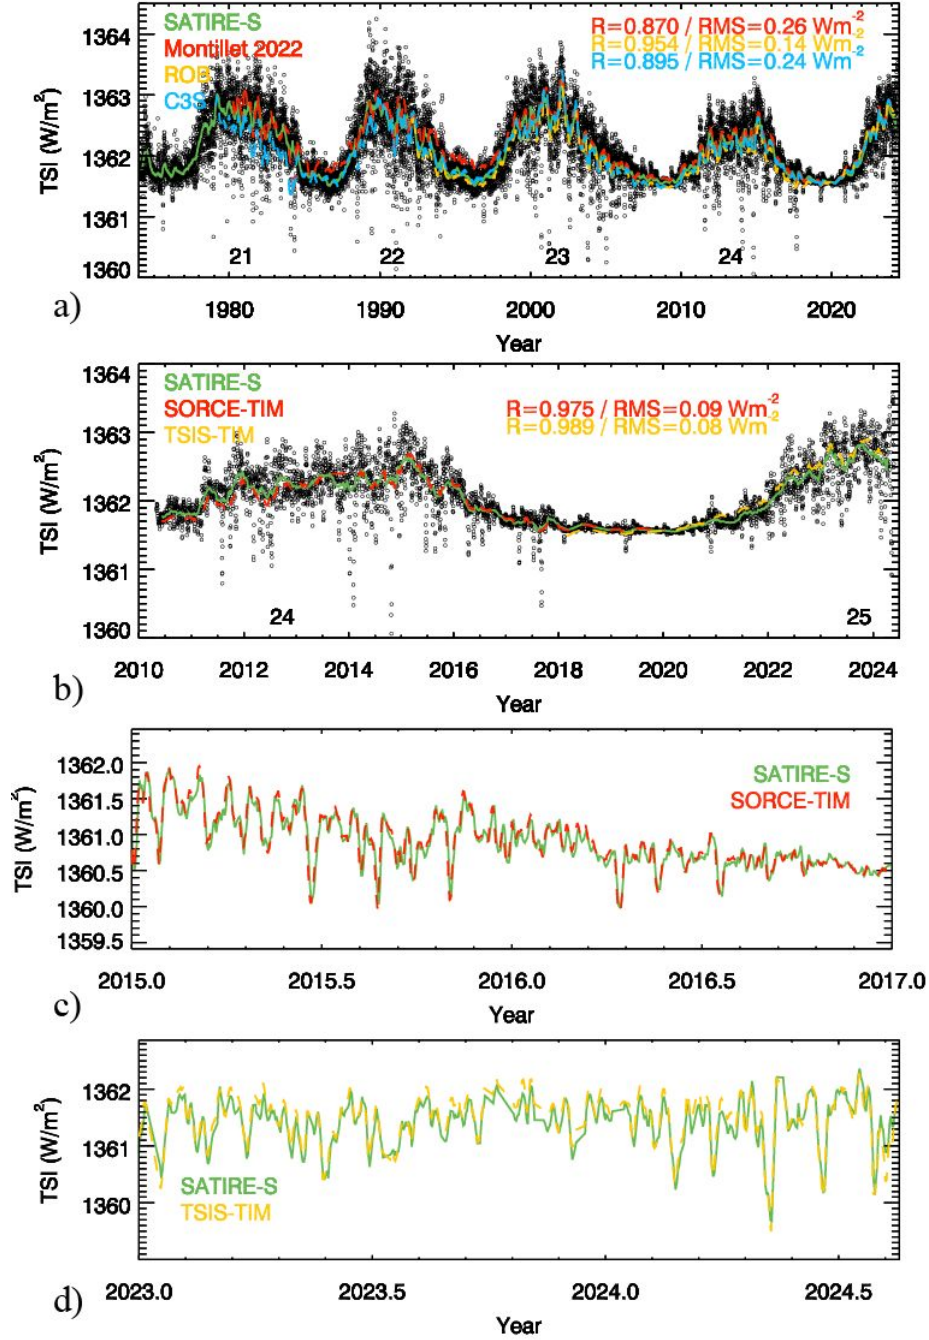 1364
1363
1362
1361
1360
TSI (W/m²)
SATIRE-S
Montillet 2022
ROB
C3S
R=0.870 / RMS=0.26 Wm⁻²
R=0.954 / RMS=0.14 Wm⁻²
R=0.895 / RMS=0.24 Wm⁻²
21 22 23 24
1980 1990 2000 2010 2020
Year
a)
1364
1363
1362
1361
1360
TSI (W/m²)
SATIRE-S
SORCE-TIM
TSIS-TIM
R=0.975 / RMS=0.09 Wm⁻²
R=0.989 / RMS=0.08 Wm⁻²
24 25
2010 2012 2014 2016 2018 2020 2022 2024
Year
b)
1362.0
1361.5
1361.0
1360.5
1360.0
1359.5
TSI (W/m²)
SATIRE-S
SORCE-TIM
2015.0 2015.5 2016.0 2016.5 2017.0
Year
c)
1362
1361
1360
TSI (W/m²)
SATIRE-S
TSIS-TIM
2023.0 2023.5 2024.0 2024.5
Year
d)